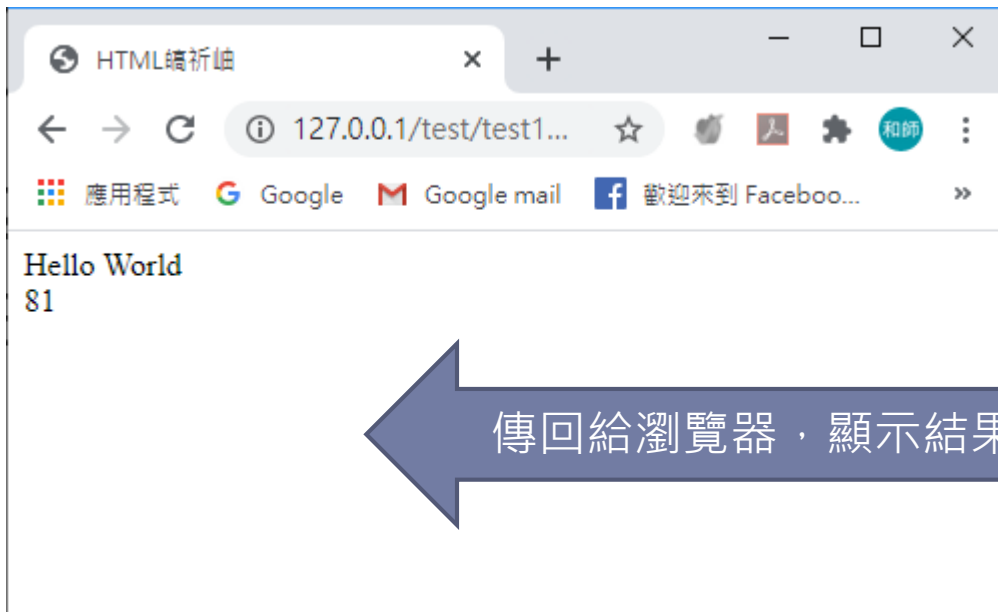 HTML縞祈岫
127.0.0.1/test/test1...
和師
應用程式 Google Google mail 歡迎來到 Faceboo... »
Hello World
81
傳回給瀏覽器，顯示結果